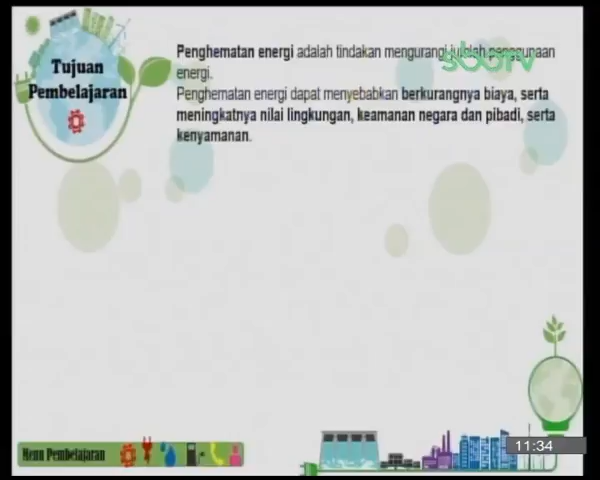 Tujuan
Pembelajaran
Penghematan energi adalah tindakan mengurangi jumlah penggunaan
energi.
Penghematan energi dapat menyebabkan berkurangnya biaya, serta
meningkatnya nilai lingkungan, keamanan negara dan pibadi, serta
kenyamanan.
sboTV
Menu Pembelajaran
11:34